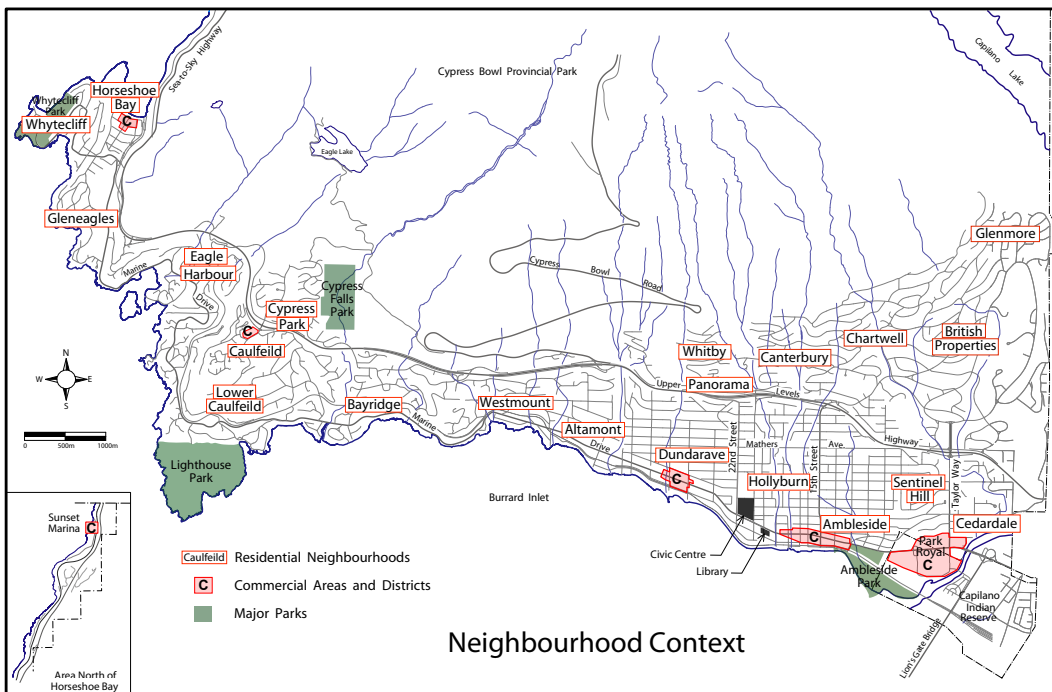 Sea-to-Sky Highway
Cypress Bowl Provincial Park
Capilano
Lake
Horseshoe
Bay
C
Whytecliff
Park
Whytecliff
Eagle Lake
Gleneagles
Glenmore
Eagle
Harbour
Marine
Drive
Cypress
Falls
Park
Cypress
Bowl
Road
Cypress
Park
C
Caulfeild
Chartwell
British
Properties
Whitby
Canterbury
Panorama
Upper
Levels
Highway
N
W
E
S
Lower
Caulfeild
Bayridge
Marine
Westmount
Altamont
Drive
22nd Street
Mathers
Ave.
15th Street
Taylor Way
0
500m
1000m
Dundarave
C
Lighthouse
Park
Hollyburn
Sentinel
Hill
Burrard Inlet
Ambleside
C
Cedardale
Park
Royal
C
Civic Centre
Library
Ambleside
Park
Capilano
Indian
Reserve
Lion's Gate Bridge
Sunset
Marina
C
Area North of
Horseshoe Bay
Caulfeild Residential Neighbourhoods
C Commercial Areas and Districts
Major Parks
Neighbourhood Context